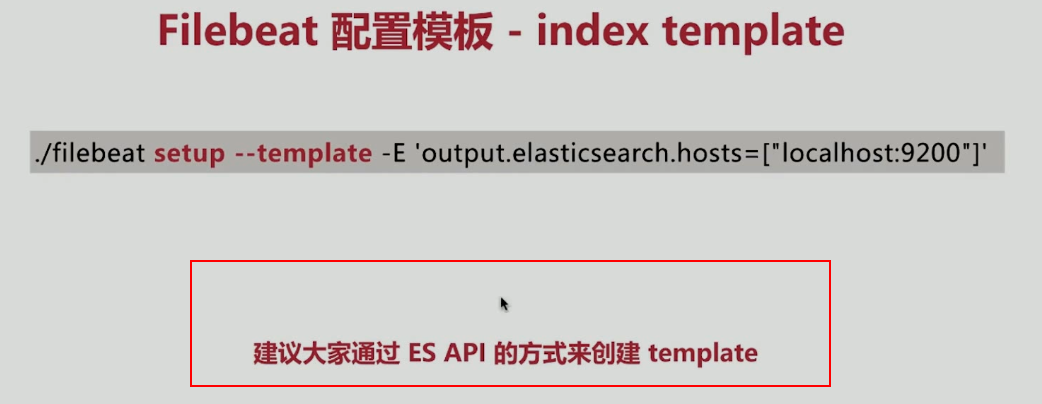 Filebeat 配置模板 - index template
./filebeat setup --template -E 'output.elasticsearch.hosts=["localhost:9200"]'
建议大家通过 ES API 的方式来创建 template